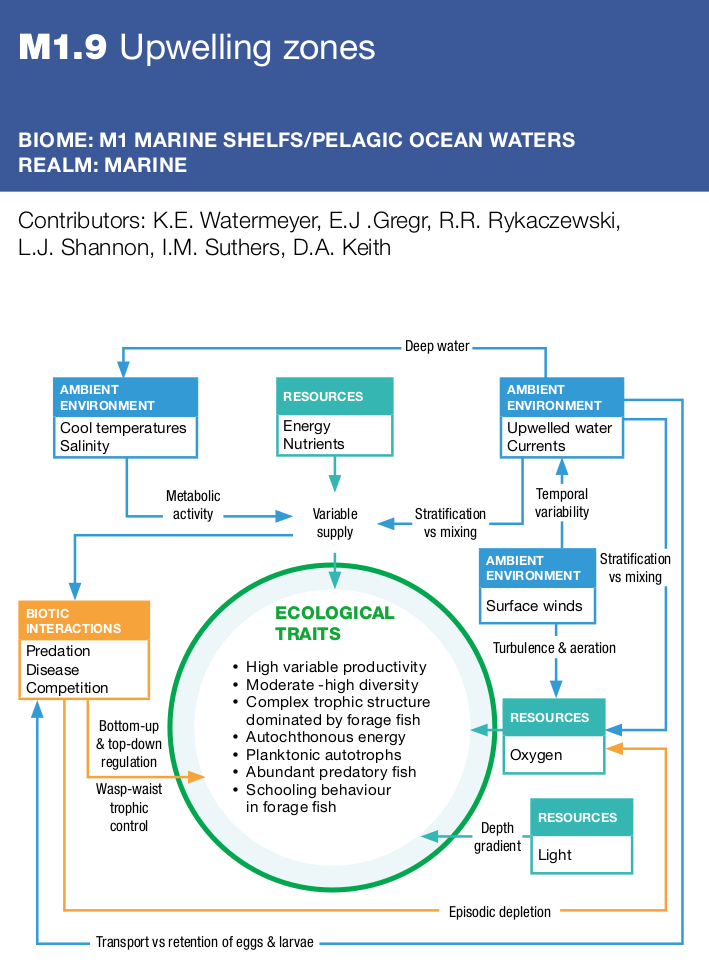 M1.9 Upwelling zones
BIOME: M1 MARINE SHELFS/PELAGIC OCEAN WATERS
REALM: MARINE
Contributors: K.E. Watermeyer, E.J .Gregr, R.R. Rykaczewski,
L.J. Shannon, I.M. Suthers, D.A. Keith
Deep water
AMBIENT
ENVIRONMENT
Cool temperatures
Salinity
RESOURCES
Energy
Nutrients
AMBIENT
ENVIRONMENT
Upwelled water
Currents
Metabolic
activity
Variable
supply
Stratification
vs mixing
Temporal
variability
AMBIENT
ENVIRONMENT
Surface winds
Stratification
vs mixing
BIOTIC
INTERACTIONS
Predation
Disease
Competition
ECOLOGICAL
TRAITS
• High variable productivity
• Moderate -high diversity
• Complex trophic structure
dominated by forage fish
• Autochthonous energy
• Planktonic autotrophs
• Abundant predatory fish
• Schooling behaviour
in forage fish
Turbulence & aeration
RESOURCES
Oxygen
Bottom-up
& top-down
regulation
Wasp-waist
trophic
control
RESOURCES
Light
Depth
gradient
Episodic depletion
Transport vs retention of eggs & larvae